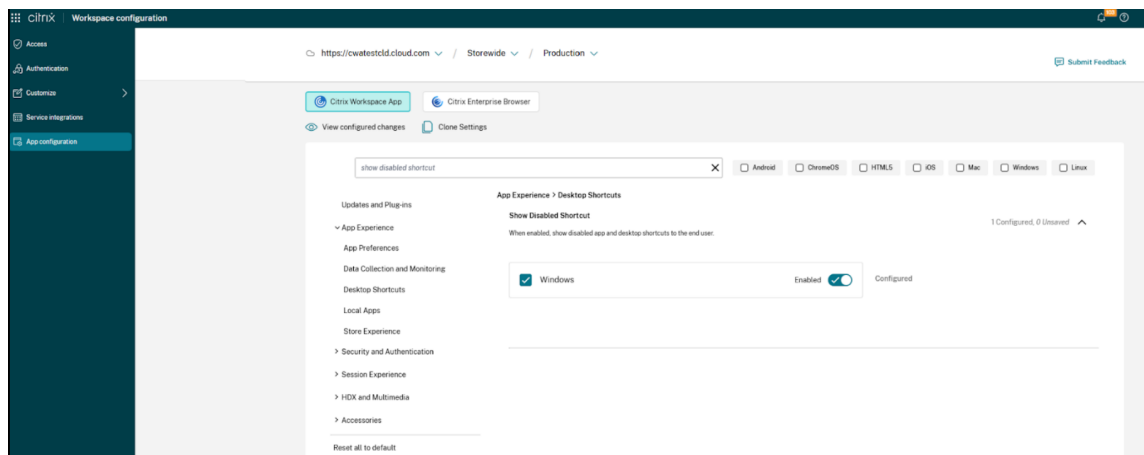 citrix | Workspace configuration
Access
Authentication
Customize
Service integrations
App configuration
https://cwatestcld.cloud.com / Storewide / Production
Submit Feedback
Citrix Workspace App
Citrix Enterprise Browser
View configured changes
Clone Settings
show disabled shortcut
Android
ChromeOS
HTML5
iOS
Mac
Windows
Linux
Updates and Plug-ins
App Experience
App Preferences
Data Collection and Monitoring
Desktop Shortcuts
Local Apps
Store Experience
Security and Authentication
Session Experience
HDX and Multimedia
Accessories
Reset all to default
App Experience > Desktop Shortcuts
Show Disabled Shortcut
1 Configured, 0 Unsaved
When enabled, show disabled app and desktop shortcuts to the end user.
Windows
Enabled
Configured